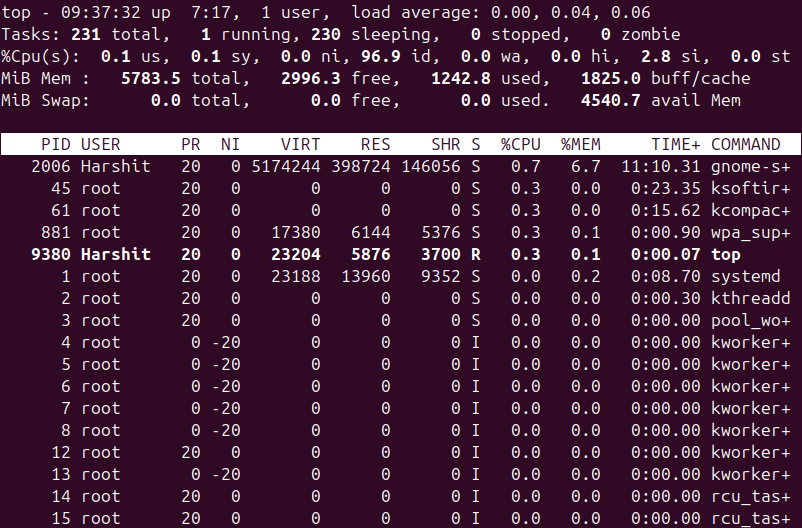 top - 09:37:32 up  7:17,  1 user,  load average: 0.00, 0.04, 0.06
Tasks: 231 total,   1 running, 230 sleeping,   0 stopped,   0 zombie
%Cpu(s):  0.1 us,  0.1 sy,  0.0 ni, 96.9 id,  0.0 wa,  0.0 hi,  2.8 si,  0.0 st
MiB Mem :   5783.5 total,   2996.3 free,   1242.8 used,   1825.0 buff/cache
MiB Swap:      0.0 total,      0.0 free,      0.0 used.   4540.7 avail Mem
PID USER      PR  NI    VIRT    RES    SHR S  %CPU  %MEM     TIME+ COMMAND
2006 Harshit   20   0 5174244 398724 146056 S   0.7   6.7  11:10.31 gnome-s+
45 root      20   0       0      0      0 S   0.3   0.0   0:23.35 ksoftir+
61 root      20   0       0      0      0 S   0.3   0.0   0:15.62 kcompac+
881 root      20   0   17380   6144   5376 S   0.3   0.1   0:00.90 wpa_sup+
9380 Harshit   20   0   23204   5876   3700 R   0.3   0.1   0:00.07 top
1 root      20   0   23188  13960   9352 S   0.0   0.2   0:08.70 systemd
2 root      20   0       0      0      0 S   0.0   0.0   0:00.30 kthreadd
3 root      20   0       0      0      0 S   0.0   0.0   0:00.00 pool_wo+
4 root       0 -20       0      0      0 I   0.0   0.0   0:00.00 kworker+
5 root       0 -20       0      0      0 I   0.0   0.0   0:00.00 kworker+
6 root       0 -20       0      0      0 I   0.0   0.0   0:00.00 kworker+
7 root       0 -20       0      0      0 I   0.0   0.0   0:00.00 kworker+
8 root       0 -20       0      0      0 I   0.0   0.0   0:00.00 kworker+
12 root      20   0       0      0      0 I   0.0   0.0   0:00.00 kworker+
13 root       0 -20       0      0      0 I   0.0   0.0   0:00.00 kworker+
14 root      20   0       0      0      0 I   0.0   0.0   0:00.00 rcu_tas+
15 root      20   0       0      0      0 I   0.0   0.0   0:00.00 rcu_tas+